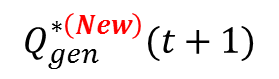 Q*(New)gen(t + 1)